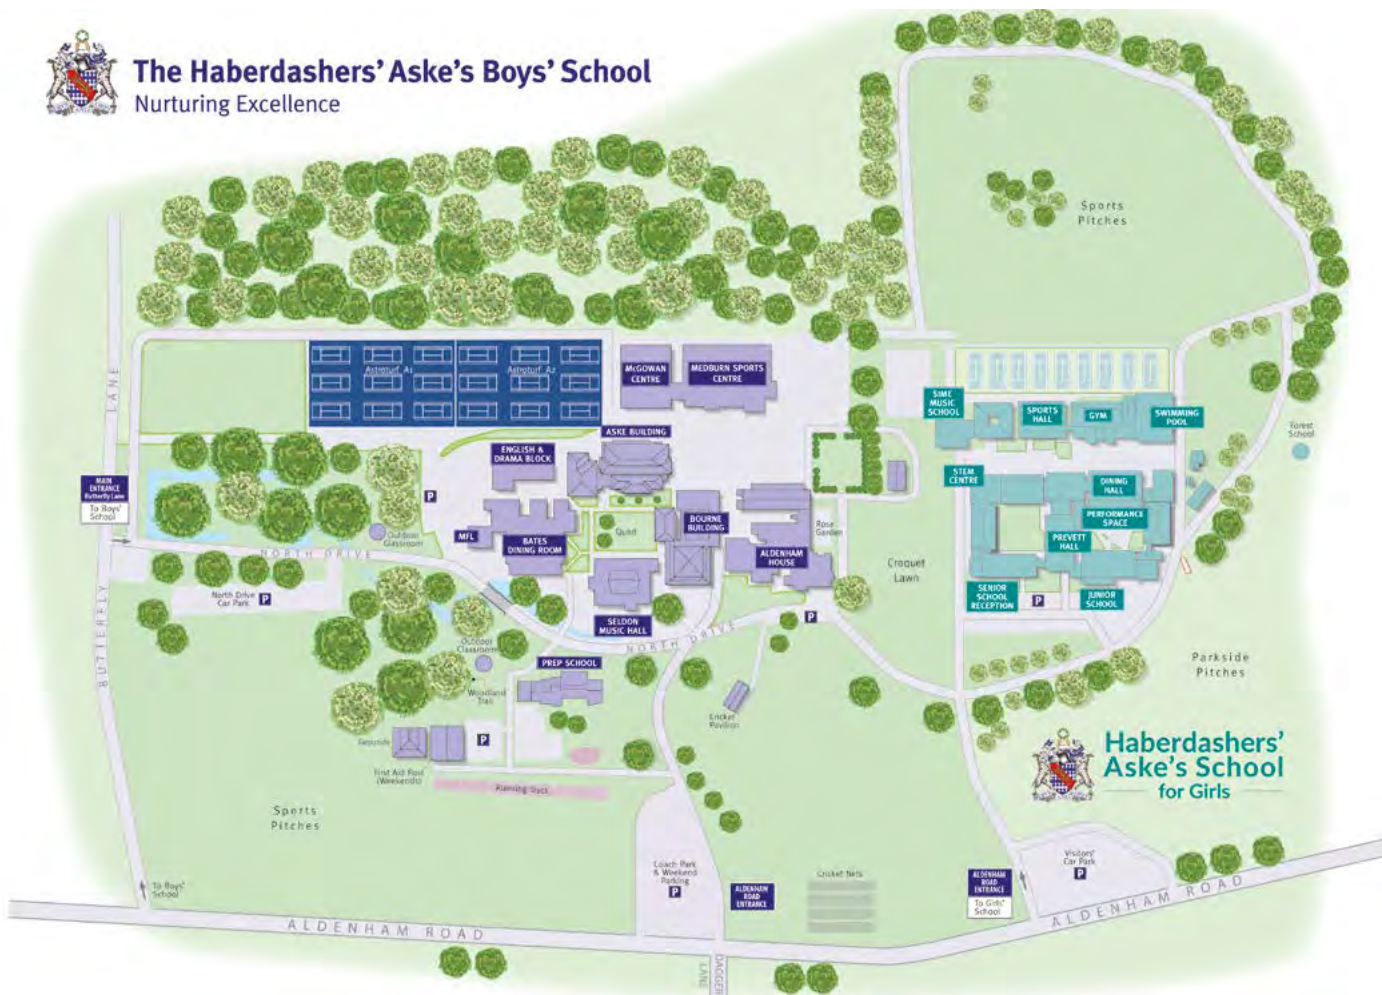 The Haberdashers' Aske's Boys' School
Nurturing Excellence
Sports
Pitches
BUTTERFLY LANE
Astroturf A1
Astroturf A2
McGOWAN
CENTRE
MEDBURN SPORTS
CENTRE
SIME
MUSIC
SCHOOL
SPORTS
HALL
GYM
SWIMMING
POOL
Forest
School
ASKE BUILDING
ENGLISH &
DRAMA BLOCK
STEM
CENTRE
DINING
HALL
PERFORMANCE
SPACE
PREVETT
HALL
MAIN
ENTRANCE
Butterfly Lane
To Boys'
School
P
Outdoor
Classroom
MFL
BATES
DINING ROOM
Quad
BOURNE
BUILDING
Rose
Garden
ALDENHAM
HOUSE
Croquet
Lawn
NORTH DRIVE
North Drive
Car Park P
SENIOR
SCHOOL
RECEPTION
P
JUNIOR
SCHOOL
SELDON
MUSIC HALL
NORTH DRIVE
P
Outdoor
Classroom
PREP SCHOOL
Woodland
Trail
Parkside
Pitches
Cricket
Pavilion
P
First Aid Post
(Weekends)
Running Track
Haberdashers'
Aske's School
for Girls
Sports
Pitches
To Boys'
School
Coach Park
& Weekend
Parking
P
ALDENHAM
ROAD
ENTRANCE
Cricket Nets
ALDENHAM
ROAD
ENTRANCE
To Girls'
School
Visitors'
Car Park
P
ALDENHAM ROAD
ALDENHAM ROAD
DAGGER
LANE